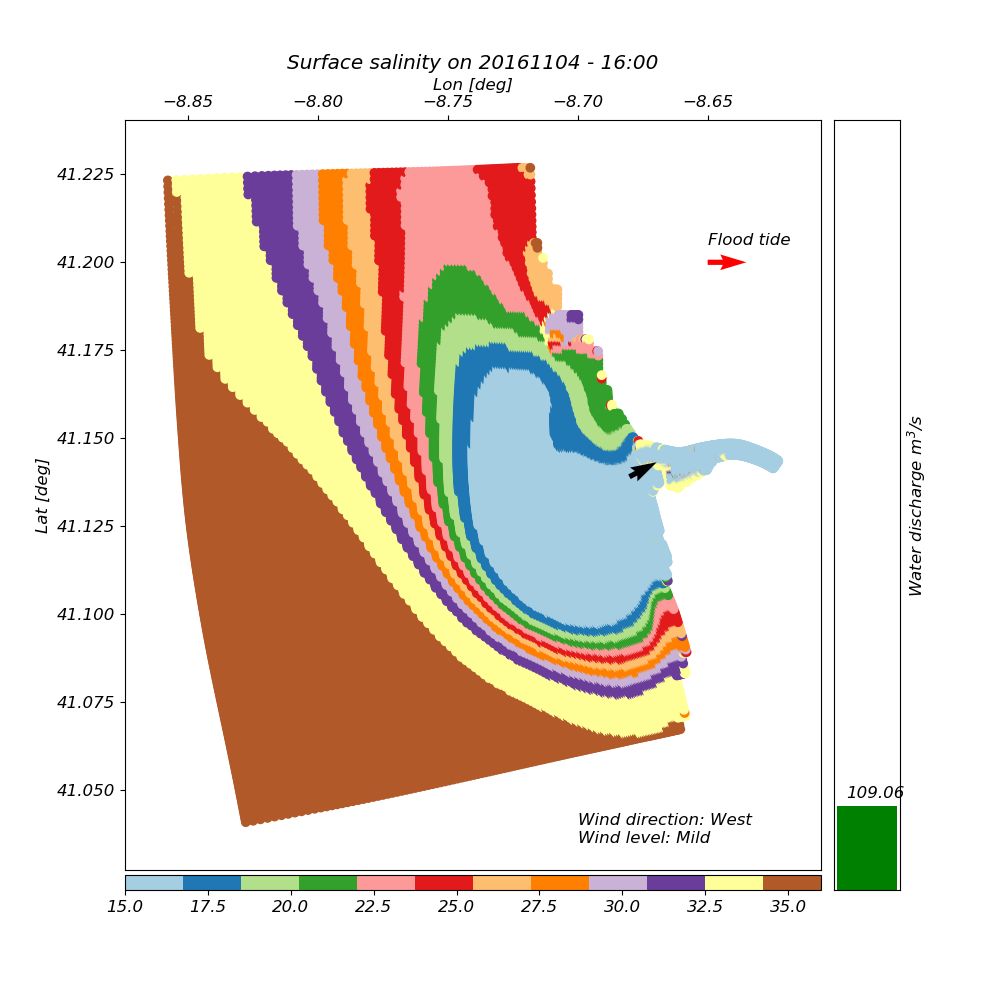 Surface salinity on 20161104 - 16:00
Lon [deg]
−8.85 −8.80 −8.75 −8.70 −8.65
41.225
41.200
41.175
41.150
41.125
41.100
41.075
41.050
Lat [deg]
Flood tide
Wind direction: West
Wind level: Mild
15.0 17.5 20.0 22.5 25.0 27.5 30.0 32.5 35.0
109.06
Water discharge m³/s